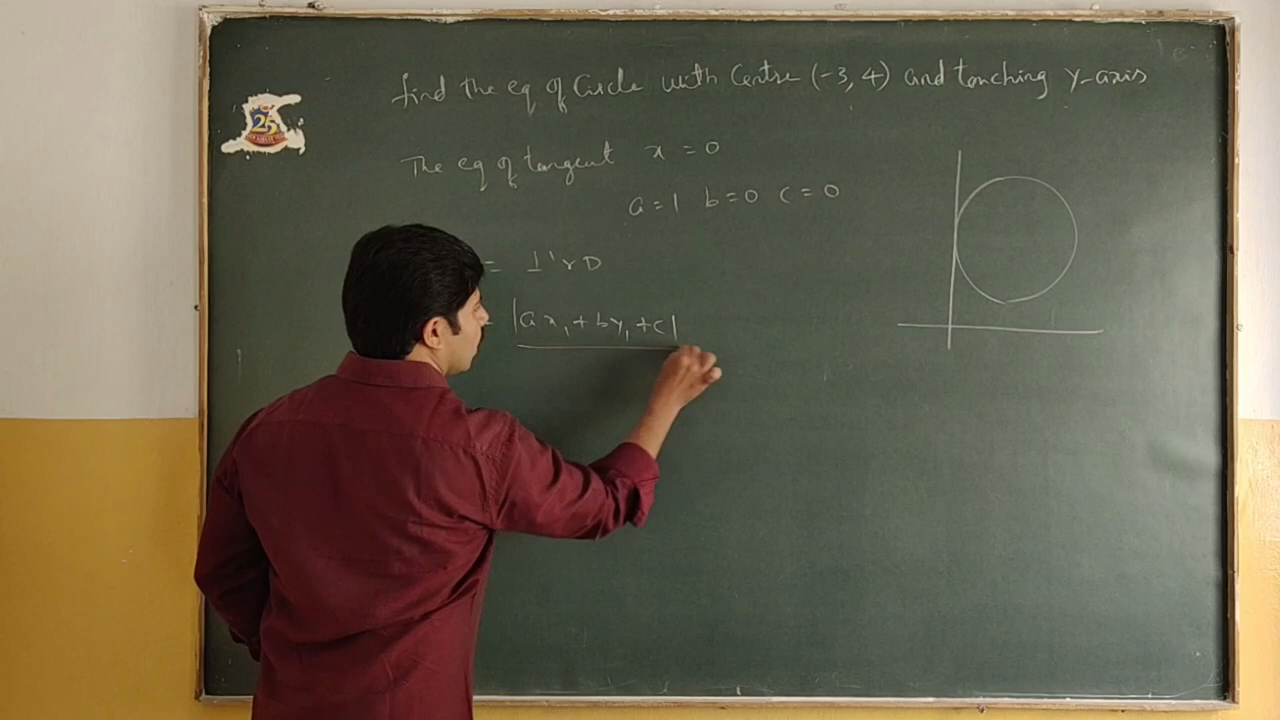 find the eq of Circle with Centre (-3, 4) and touching y-axis
25
The eq of tangent x = 0
a = 1 b = 0 c = 0
= ⊥'r D
= |ax₁ + by₁ + c|